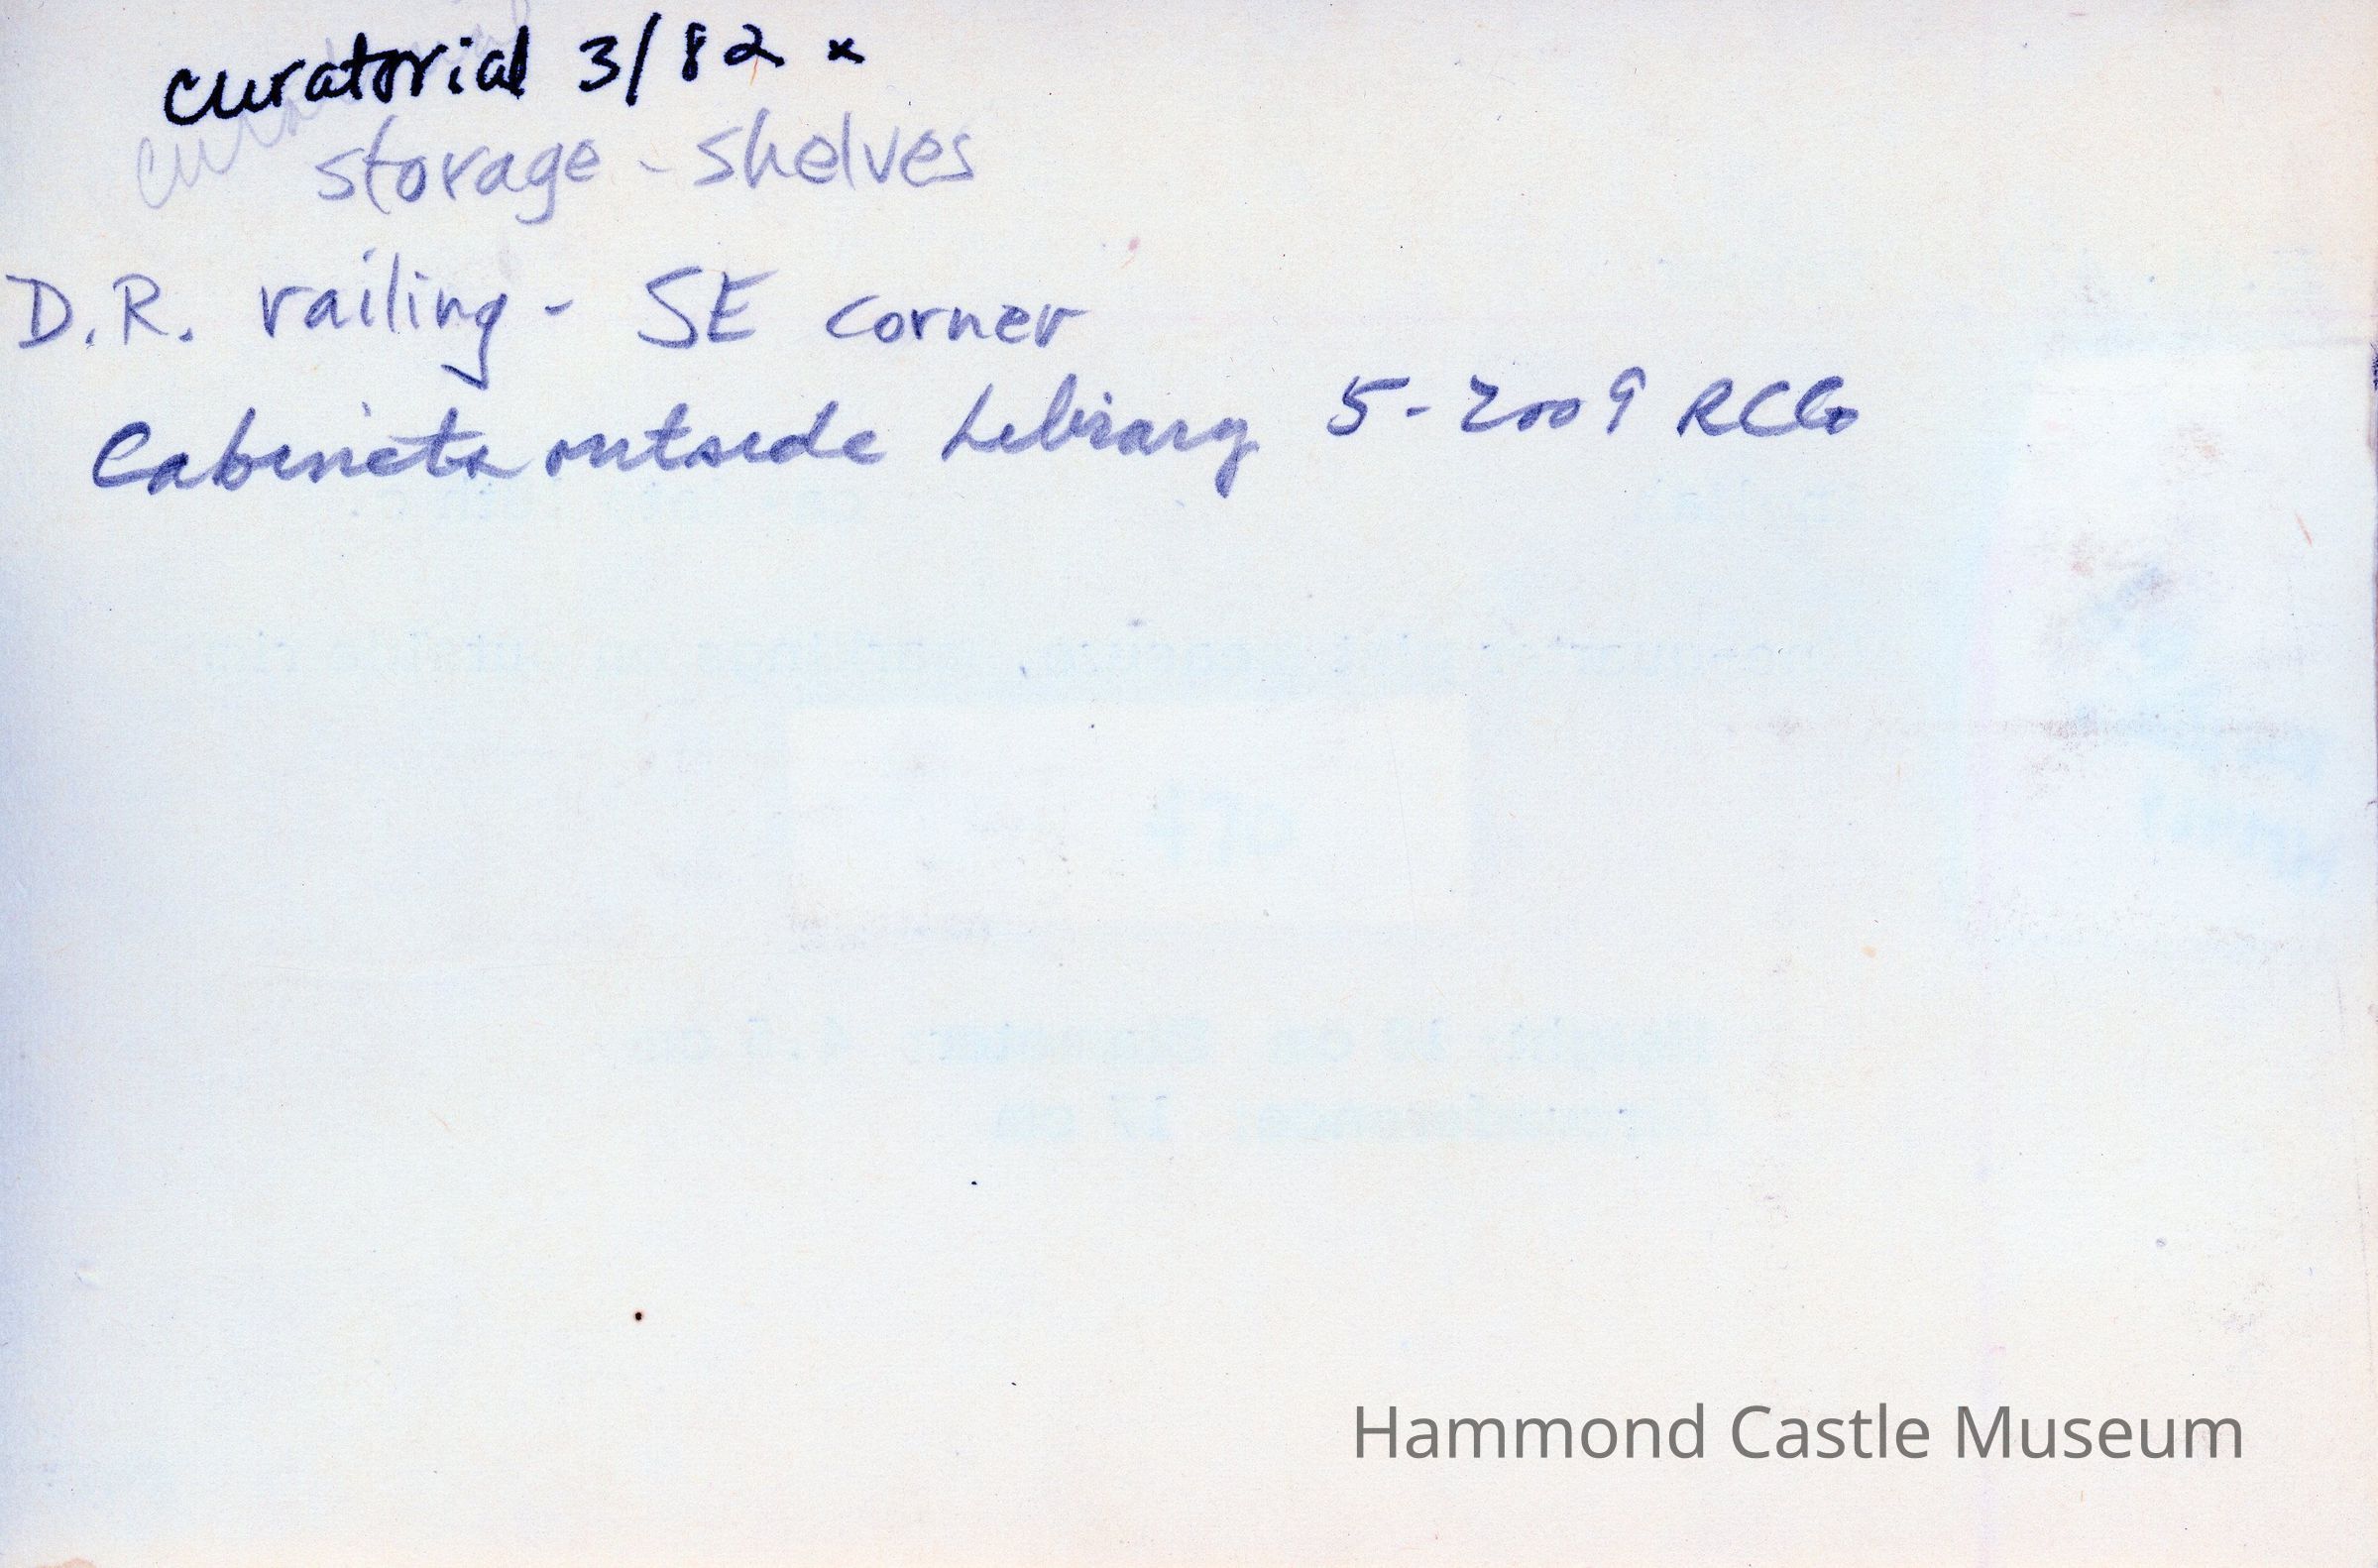 curatorial 3/82 x
storage - shelves
D.R. railing - SE corner
Cabinets outside Library 5-2009 RCG
Hammond Castle Museum